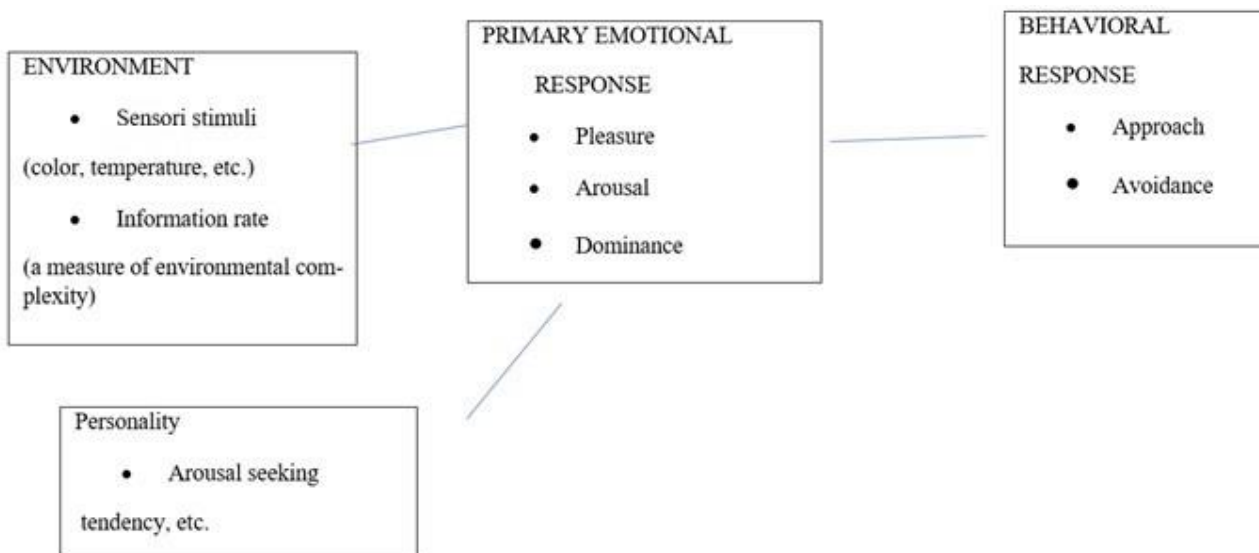 ENVIRONMENT
• Sensori stimuli
(color, temperature, etc.)
• Information rate
(a measure of environmental com-
plexity)
PRIMARY EMOTIONAL
RESPONSE
• Pleasure
• Arousal
• Dominance
BEHAVIORAL
RESPONSE
• Approach
• Avoidance
Personality
• Arousal seeking
tendency, etc.